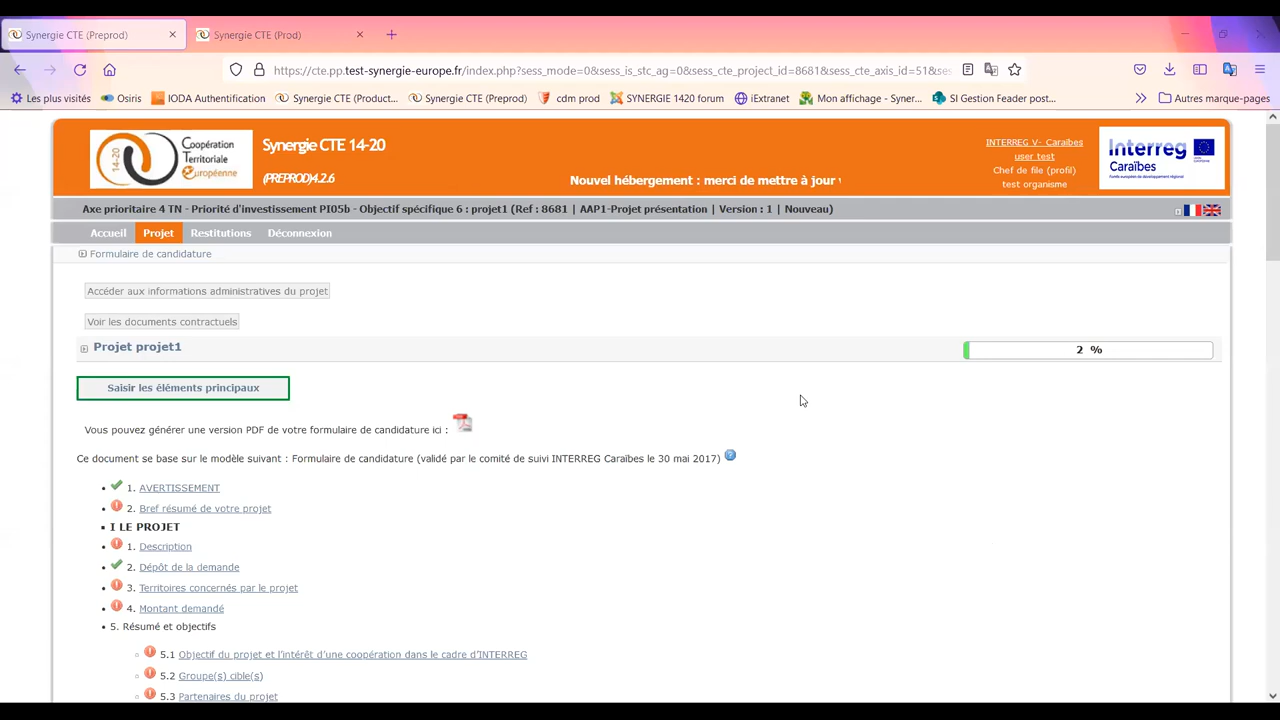 Synergie CTE (Preprod)
Synergie CTE (Prod)
https://cte.pp.test-synergie-europe.fr/index.php?sess_mode=0&sess_is_stc_ag=0&sess_cte_project_id=8681&sess_cte_axis_id=51&sess
Les plus visités
Osiris
IODA Authentification
Synergie CTE (Product…
Synergie CTE (Preprod)
cdm prod
SYNERGIE 1420 forum
iExtranet
Mon affichage - Syner…
SI Gestion Feader post…
Autres marque-pages
14-20
Coopération
Territoriale
Européenne
Synergie CTE 14-20
(PREPROD)4.2.6
Nouvel hébergement : merci de mettre à jour
INTERREG V- Caraibes
user test
Chef de file (profil)
test organisme
Interreg
Caraïbes
Axe prioritaire 4 TN - Priorité d'investissement PI05b - Objectif spécifique 6 : projet1 (Ref : 8681 | AAP1-Projet présentation | Version : 1 | Nouveau)
Accueil
Projet
Restitutions
Déconnexion
Formulaire de candidature
Accéder aux informations administratives du projet
Voir les documents contractuels
Projet projet1
2 %
Saisir les éléments principaux
Vous pouvez générer une version PDF de votre formulaire de candidature ici :
Ce document se base sur le modèle suivant : Formulaire de candidature (validé par le comité de suivi INTERREG Caraïbes le 30 mai 2017)
1. AVERTISSEMENT
2. Bref résumé de votre projet
I LE PROJET
1. Description
2. Dépôt de la demande
3. Territoires concernés par le projet
4. Montant demandé
5. Résumé et objectifs
5.1 Objectif du projet et l'intérêt d'une coopération dans le cadre d'INTERREG
5.2 Groupe(s) cible(s)
5.3 Partenaires du projet